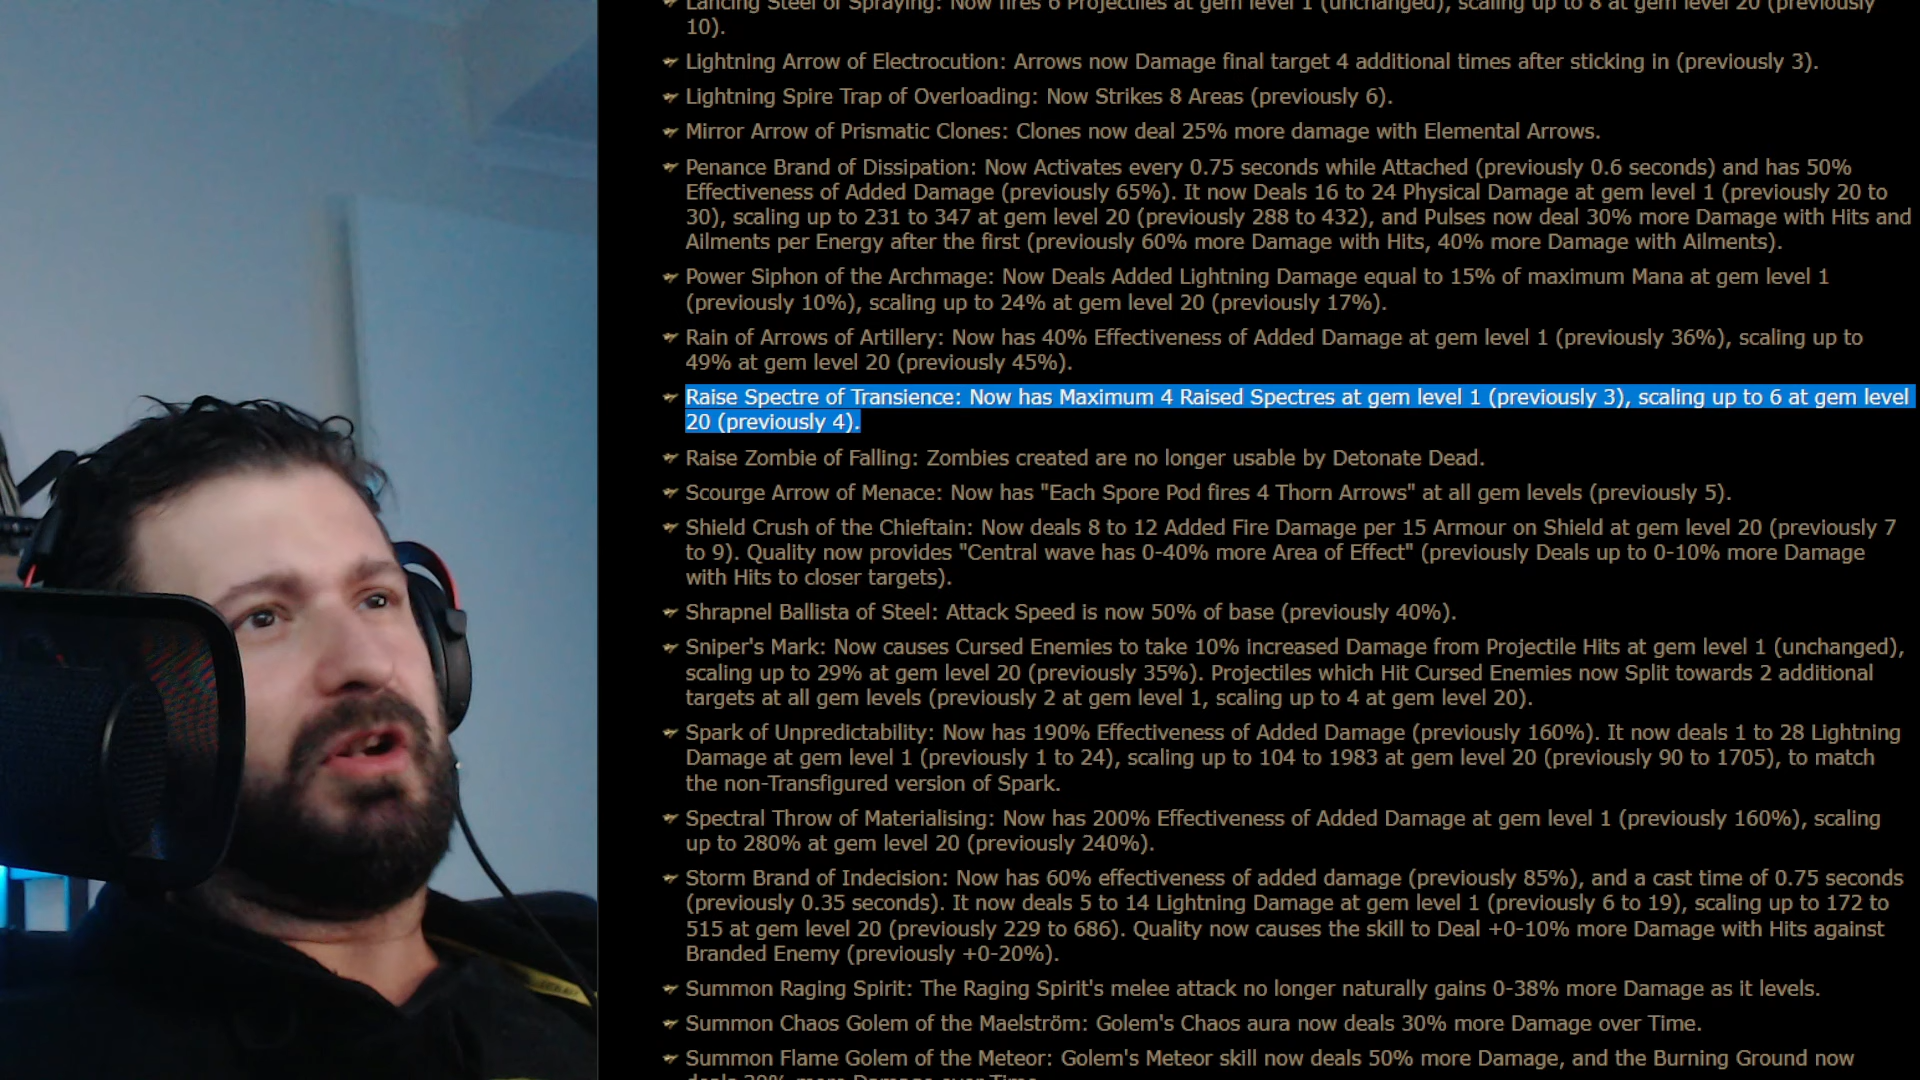 Lancing Steel of Spraying: Now fires 6 Projectiles at gem level 1 (unchanged), scaling up to 8 at gem level 20 (previously
10).
Lightning Arrow of Electrocution: Arrows now Damage final target 4 additional times after sticking in (previously 3).
Lightning Spire Trap of Overloading: Now Strikes 8 Areas (previously 6).
Mirror Arrow of Prismatic Clones: Clones now deal 25% more damage with Elemental Arrows.
Penance Brand of Dissipation: Now Activates every 0.75 seconds while Attached (previously 0.6 seconds) and has 50%
Effectiveness of Added Damage (previously 65%). It now Deals 16 to 24 Physical Damage at gem level 1 (previously 20 to
30), scaling up to 231 to 347 at gem level 20 (previously 288 to 432), and Pulses now deal 30% more Damage with Hits and
Ailments per Energy after the first (previously 60% more Damage with Hits, 40% more Damage with Ailments).
Power Siphon of the Archmage: Now Deals Added Lightning Damage equal to 15% of maximum Mana at gem level 1
(previously 10%), scaling up to 24% at gem level 20 (previously 17%).
Rain of Arrows of Artillery: Now has 40% Effectiveness of Added Damage at gem level 1 (previously 36%), scaling up to
49% at gem level 20 (previously 45%).
Raise Spectre of Transience: Now has Maximum 4 Raised Spectres at gem level 1 (previously 3), scaling up to 6 at gem level
20 (previously 4).
Raise Zombie of Falling: Zombies created are no longer usable by Detonate Dead.
Scourge Arrow of Menace: Now has "Each Spore Pod fires 4 Thorn Arrows" at all gem levels (previously 5).
Shield Crush of the Chieftain: Now deals 8 to 12 Added Fire Damage per 15 Armour on Shield at gem level 20 (previously 7
to 9). Quality now provides "Central wave has 0-40% more Area of Effect" (previously Deals up to 0-10% more Damage
with Hits to closer targets).
Shrapnel Ballista of Steel: Attack Speed is now 50% of base (previously 40%).
Sniper's Mark: Now causes Cursed Enemies to take 10% increased Damage from Projectile Hits at gem level 1 (unchanged),
scaling up to 29% at gem level 20 (previously 35%). Projectiles which Hit Cursed Enemies now Split towards 2 additional
targets at all gem levels (previously 2 at gem level 1, scaling up to 4 at gem level 20).
Spark of Unpredictability: Now has 190% Effectiveness of Added Damage (previously 160%). It now deals 1 to 28 Lightning
Damage at gem level 1 (previously 1 to 24), scaling up to 104 to 1983 at gem level 20 (previously 90 to 1705), to match
the non-Transfigured version of Spark.
Spectral Throw of Materialising: Now has 200% Effectiveness of Added Damage at gem level 1 (previously 160%), scaling
up to 280% at gem level 20 (previously 240%).
Storm Brand of Indecision: Now has 60% effectiveness of added damage (previously 85%), and a cast time of 0.75 seconds
(previously 0.35 seconds). It now deals 5 to 14 Lightning Damage at gem level 1 (previously 6 to 19), scaling up to 172 to
515 at gem level 20 (previously 229 to 686). Quality now causes the skill to Deal +0-10% more Damage with Hits against
Branded Enemy (previously +0-20%).
Summon Raging Spirit: The Raging Spirit's melee attack no longer naturally gains 0-38% more Damage as it levels.
Summon Chaos Golem of the Maelström: Golem's Chaos aura now deals 30% more Damage over Time.
Summon Flame Golem of the Meteor: Golem's Meteor skill now deals 50% more Damage, and the Burning Ground now